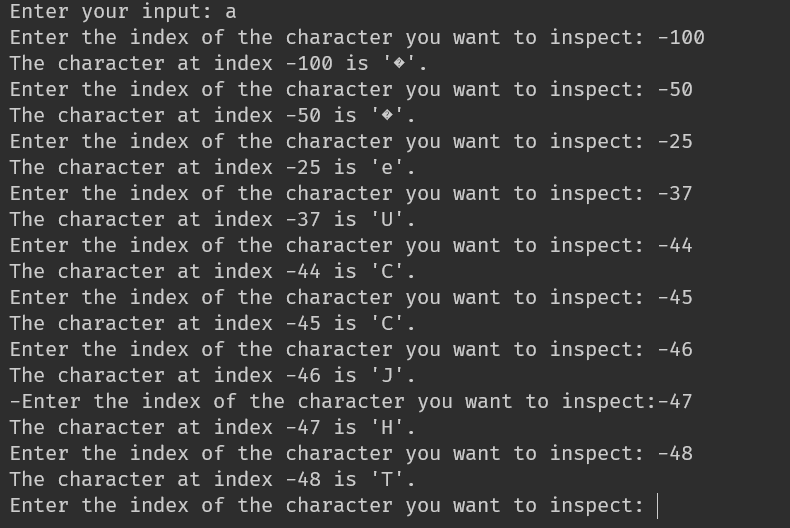 Enter your input: a
Enter the index of the character you want to inspect: -100
The character at index -100 is '�'.
Enter the index of the character you want to inspect: -50
The character at index -50 is '�'.
Enter the index of the character you want to inspect: -25
The character at index -25 is 'e'.
Enter the index of the character you want to inspect: -37
The character at index -37 is 'U'.
Enter the index of the character you want to inspect: -44
The character at index -44 is 'C'.
Enter the index of the character you want to inspect: -45
The character at index -45 is 'C'.
Enter the index of the character you want to inspect: -46
The character at index -46 is 'J'.
-Enter the index of the character you want to inspect:-47
The character at index -47 is 'H'.
Enter the index of the character you want to inspect: -48
The character at index -48 is 'T'.
Enter the index of the character you want to inspect: